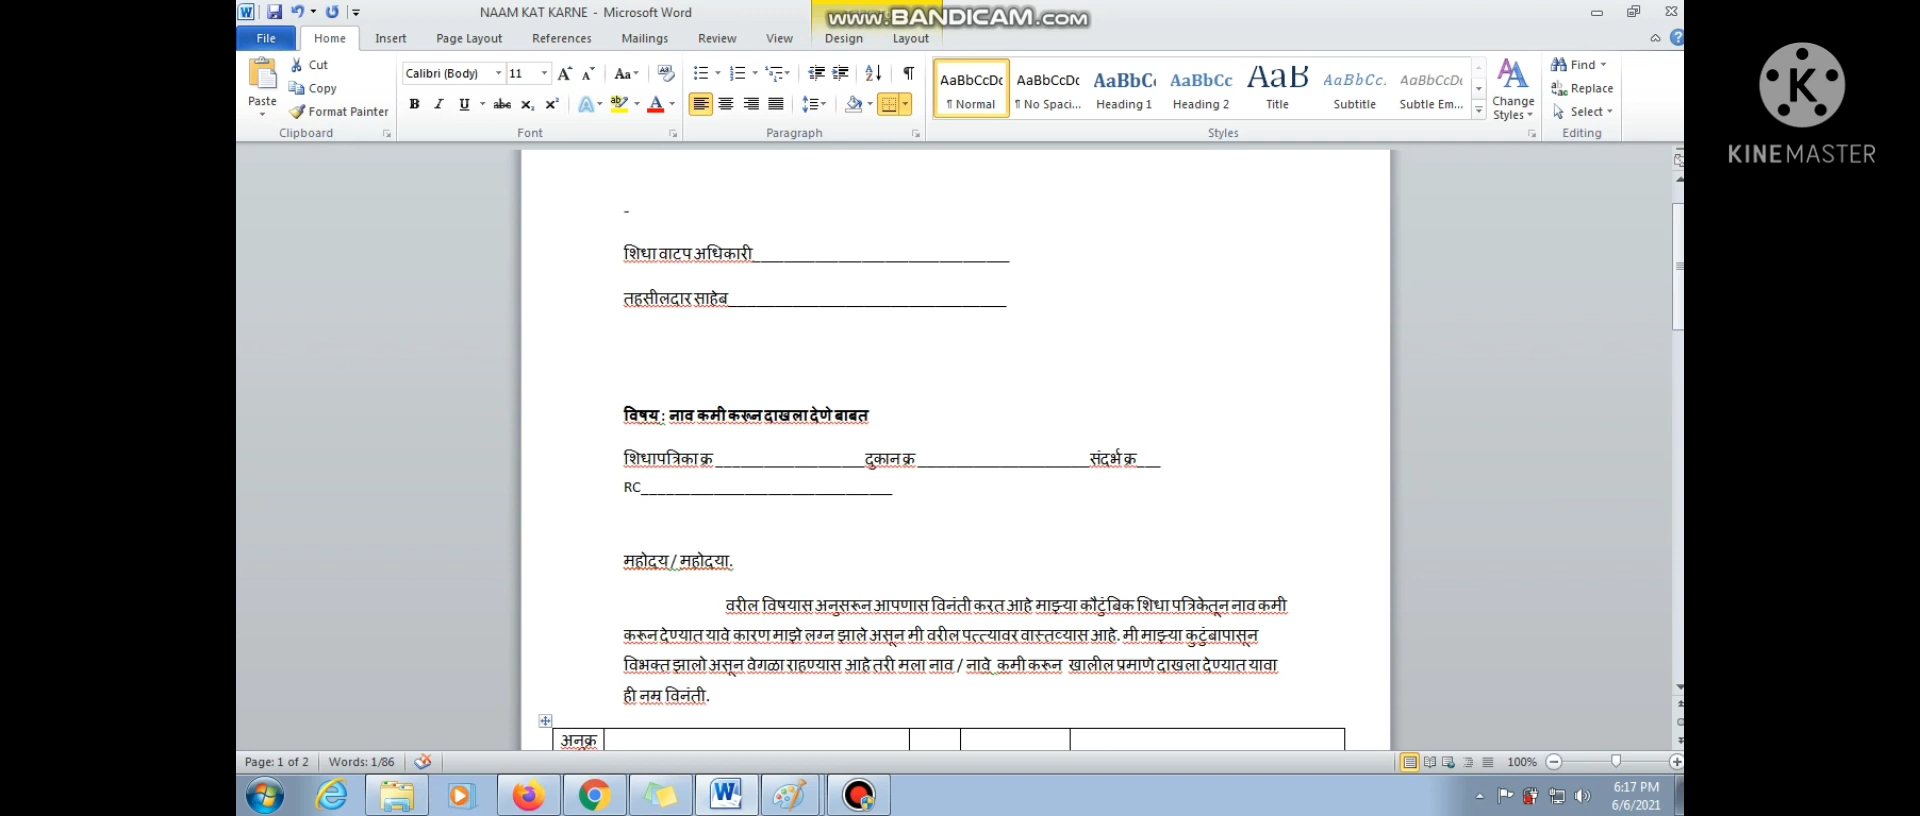 NAAM KAT KARNE - Microsoft Word
www.BANDICAM.com
File Home Insert Page Layout References Mailings Review View Design Layout
Paste
Cut
Copy
Format Painter
Clipboard
Calibri (Body) 11
Font
Paragraph
AaBbCcDc AaBbCcDc AaBbC AaBbCc AaB AaBbCc. AaBbCcDc
¶ Normal ¶ No Spaci... Heading 1 Heading 2 Title Subtitle Subtle Em...
Change Styles
Styles
Find
Replace
Select
Editing
KINEMASTER
-
शिधा वाटप अधिकारी______________________________
तहसीलदार साहेब________________________________
विषय : नाव कमी करून दाखला देणे बाबत
शिधापत्रिका क्र _________________दुकान क्र ____________________संदर्भ क्र___
RC_____________________________
महोदय / महोदया.
वरील विषयास अनुसरून आपणास विनंती करत आहे माझ्या कौटुंबिक शिधा पत्रिकेतून नाव कमी
करून देण्यात यावे कारण माझे लग्न झाले असून मी वरील पत्त्यावर वास्तव्यास आहे. मी माझ्या कुटुंबापासून
विभक्त झालो असून वेगळा राहण्यास आहे तरी मला नाव / नावे कमी करून खालील प्रमाणे दाखला देण्यात यावा
ही नम्र विनंती.
अनुक्र
Page: 1 of 2 Words: 1/86 100%
6:17 PM
6/6/2021